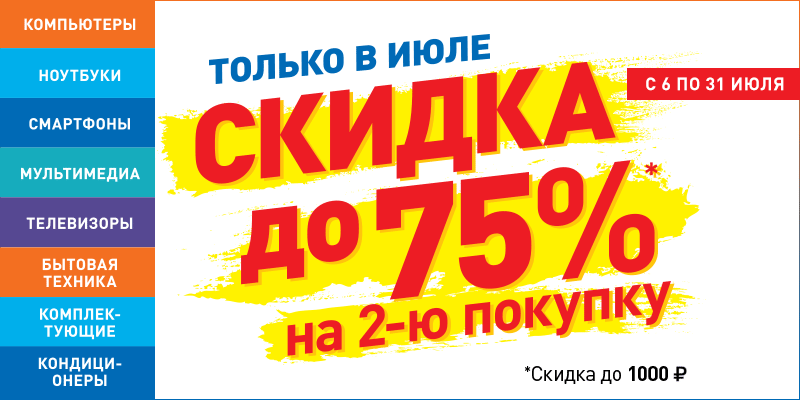 КОМПЬЮТЕРЫ
НОУТБУКИ
СМАРТФОНЫ
МУЛЬТИМЕДИА
ТЕЛЕВИЗОРЫ
БЫТОВАЯ
ТЕХНИКА
КОМПЛЕК-
ТУЮЩИЕ
КОНДИЦИ-
ОНЕРЫ
ТОЛЬКО В ИЮЛЕ
С 6 ПО 31 ИЮЛЯ
СКИДКА
ДО 75%*
на 2-ю покупку
*Скидка до 1000 ₽